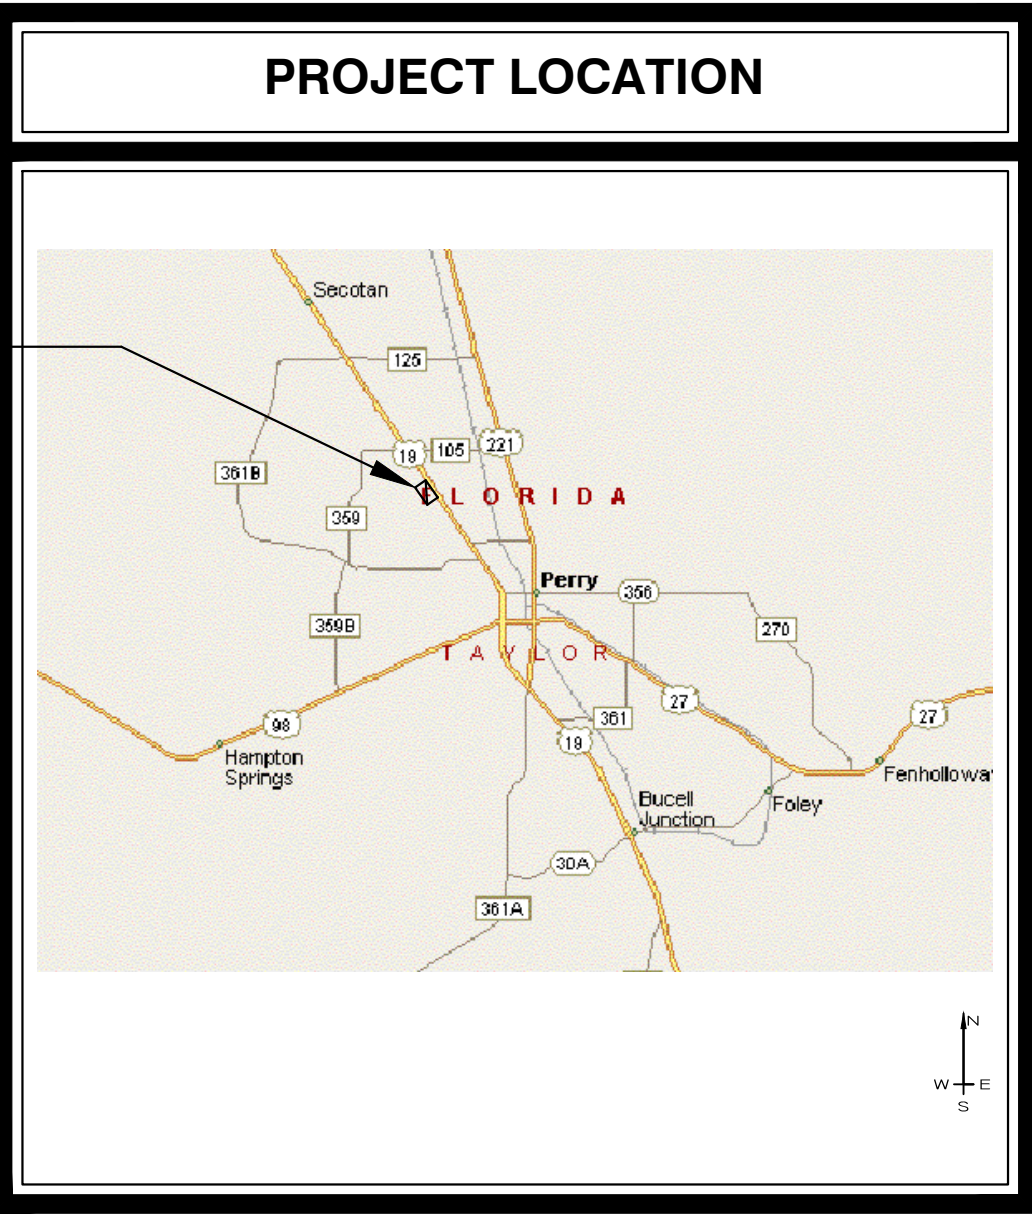 PROJECT LOCATION
Secotan
125
19
105
221
361B
FLORIDA
359
Perry
356
359B
270
TAYLOR
27
361
27
98
19
Hampton
Springs
Fenhollowa
Bucell
Junction
Foley
30A
361A
N
W E
S